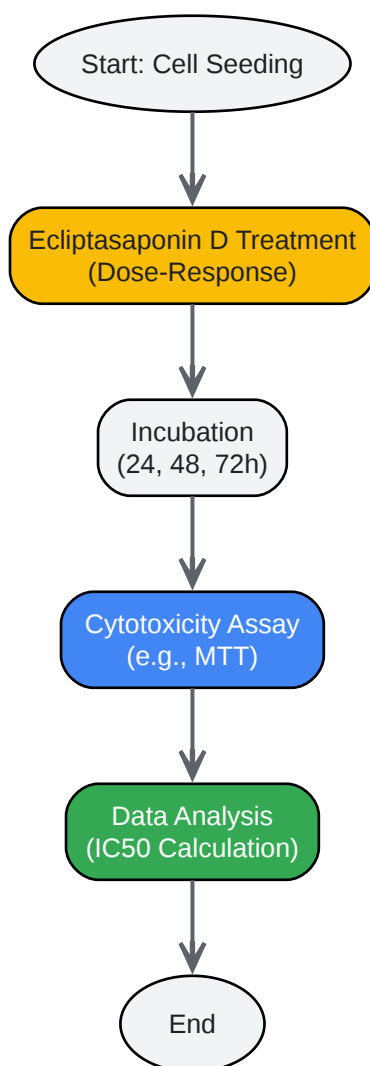 Start: Cell Seeding
Ecliptasaponin D Treatment
(Dose-Response)
Incubation
(24, 48, 72h)
Cytotoxicity Assay
(e.g., MTT)
Data Analysis
(IC50 Calculation)
End